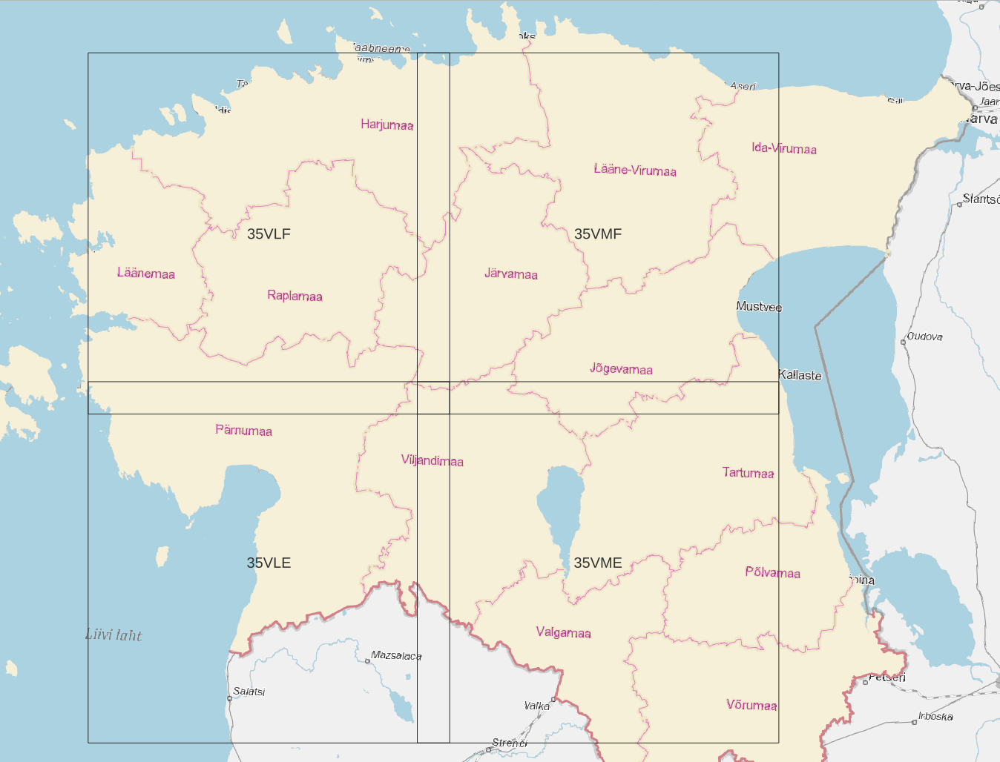 Harjumaa
Ida-Virumaa
Lääne-Virumaa
Aseri
Slantsõ
35VLF
35VMF
Läänemaa
Järvamaa
Raplamaa
Mustvee
Oudova
Jõgevamaa
Kallaste
Pärnumaa
Viljandimaa
Tartumaa
35VLE
35VME
Põlvamaa
Valgamaa
Liivi laht
Mazsalaca
Petseri
Salatsi
Valka
Võrumaa
Irboska
Strenči